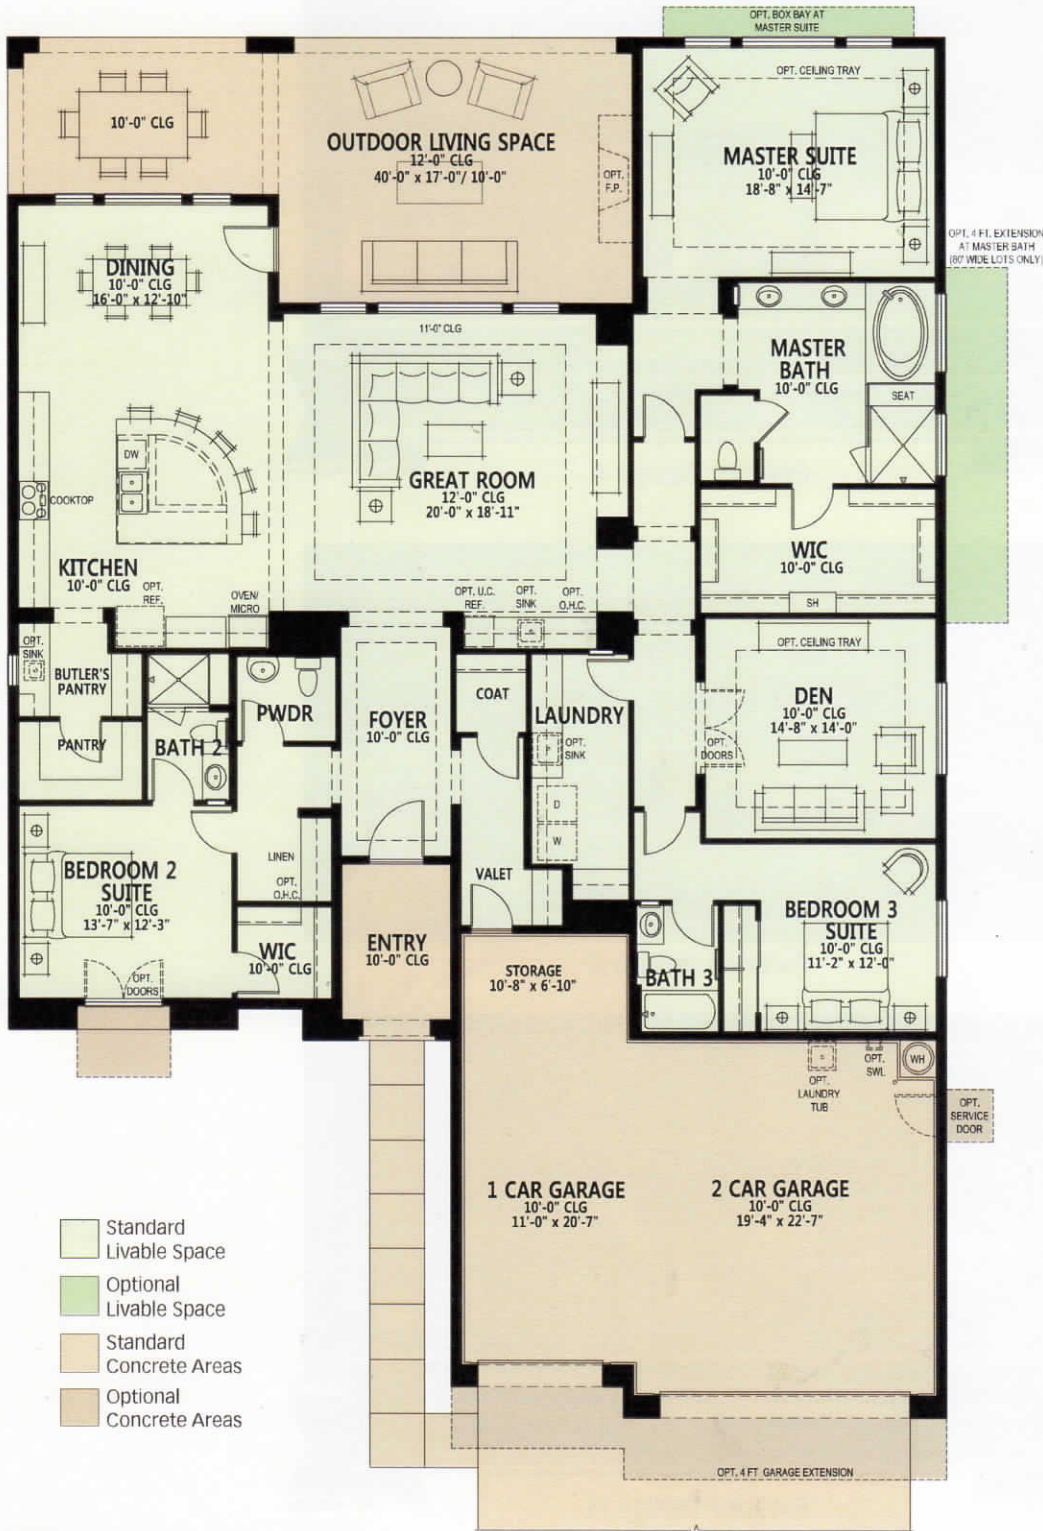 OPT. BOX BAY AT
MASTER SUITE
OPT. CEILING TRAY
10'-0" CLG
OUTDOOR LIVING SPACE
12'-0" CLG
40'-0" x 17'-0"/ 10'-0"
OPT.
F.P.
MASTER SUITE
10'-0" CLG
18'-8" x 14'-7"
OPT. 4 FT. EXTENSION
AT MASTER BATH
(80' WIDE LOTS ONLY)
DINING
10'-0" CLG
16'-0" x 12'-10"
11'-0" CLG
MASTER
BATH
10'-0" CLG
SEAT
DW
COOKTOP
GREAT ROOM
12'-0" CLG
20'-0" x 18'-11"
KITCHEN
10'-0" CLG
OPT.
REF.
OVEN/
MICRO
OPT. U.C.
REF.
OPT.
SINK
OPT.
O.H.C.
WIC
10'-0" CLG
SH
OPT.
SINK
BUTLER'S
PANTRY
PANTRY
BATH 2
PWDR
FOYER
10'-0" CLG
COAT
LAUNDRY
OPT.
SINK
D
W
OPT. CEILING TRAY
DEN
10'-0" CLG
14'-8" x 14'-0"
OPT.
DOORS
BEDROOM 2
SUITE
10'-0" CLG
13'-7" x 12'-3"
OPT.
DOORS
LINEN
OPT.
O.H.C.
WIC
10'-0" CLG
ENTRY
10'-0" CLG
VALET
STORAGE
10'-8" x 6'-10"
BATH 3
BEDROOM 3
SUITE
10'-0" CLG
11'-2" x 12'-0"
OPT.
LAUNDRY
TUB
OPT.
SWL
WH
OPT.
SERVICE
DOOR
1 CAR GARAGE
10'-0" CLG
11'-0" x 20'-7"
2 CAR GARAGE
10'-0" CLG
19'-4" x 22'-7"
OPT. 4 FT GARAGE EXTENSION
Standard
Livable Space
Optional
Livable Space
Standard
Concrete Areas
Optional
Concrete Areas